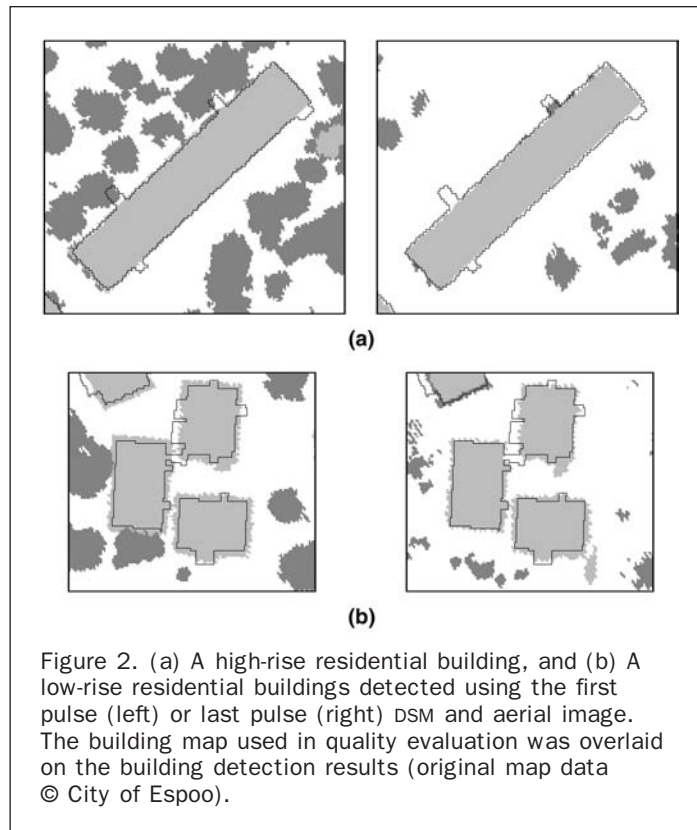 (a)
(b)
Figure 2. (a) A high-rise residential building, and (b) A
low-rise residential buildings detected using the first
pulse (left) or last pulse (right) DSM and aerial image.
The building map used in quality evaluation was overlaid
on the building detection results (original map data
© City of Espoo).